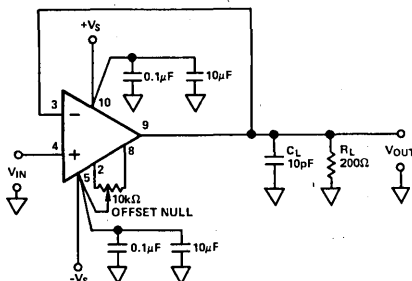 +VS
10
0.1µF
10µF
3
−
9
4
+
8
VIN
5
2
10kΩ
OFFSET NULL
CL
10pF
RL
200Ω
VOUT
0.1µF
10µF
-VS